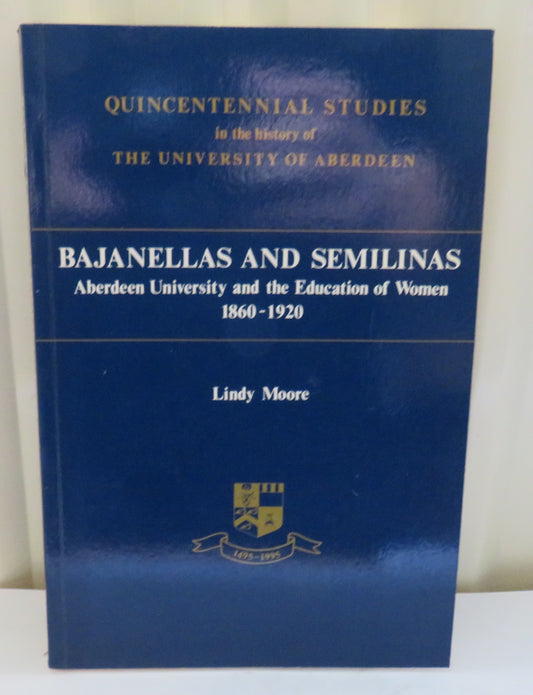 QUINCENTENNIAL STUDIES
in the history of
THE UNIVERSITY OF ABERDEEN
BAJANELLAS AND SEMILINAS
Aberdeen University and the Education of Women
1860-1920
Lindy Moore
1495-1995